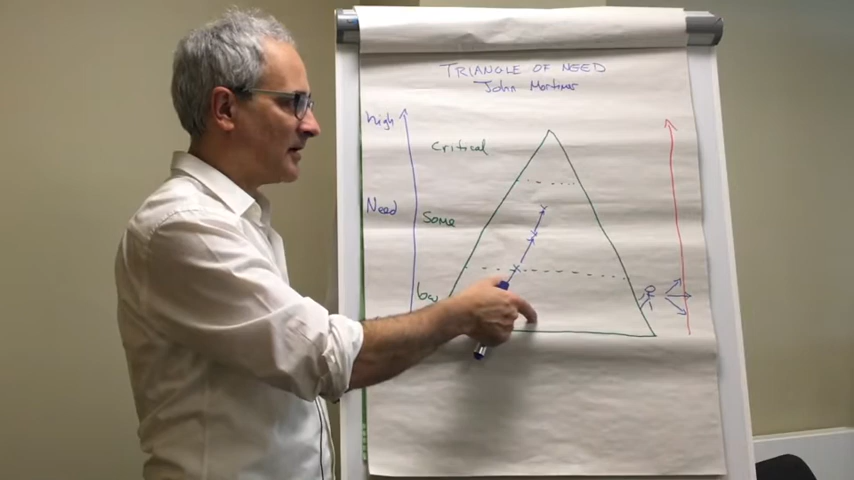 TRIANGLE OF NEED
John Mortimer
high
Critical
Need
Some
low